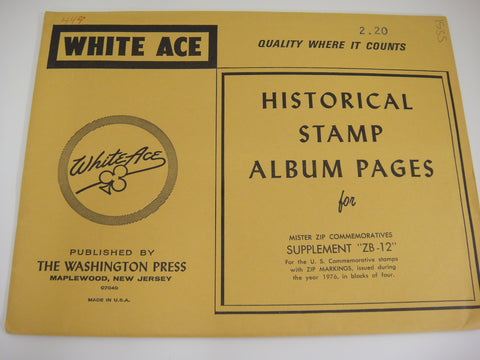 449
2.20
1555
WHITE ACE
QUALITY WHERE IT COUNTS
HISTORICAL
STAMP
ALBUM PAGES
for
MISTER ZIP COMMEMORATIVES
SUPPLEMENT "ZB-12"
For the U. S. Commemorative stamps
with ZIP MARKINGS, issued during
the year 1976, in blocks of four.
White Ace
PUBLISHED BY
THE WASHINGTON PRESS
MAPLEWOOD, NEW JERSEY
07040
MADE IN U.S.A.